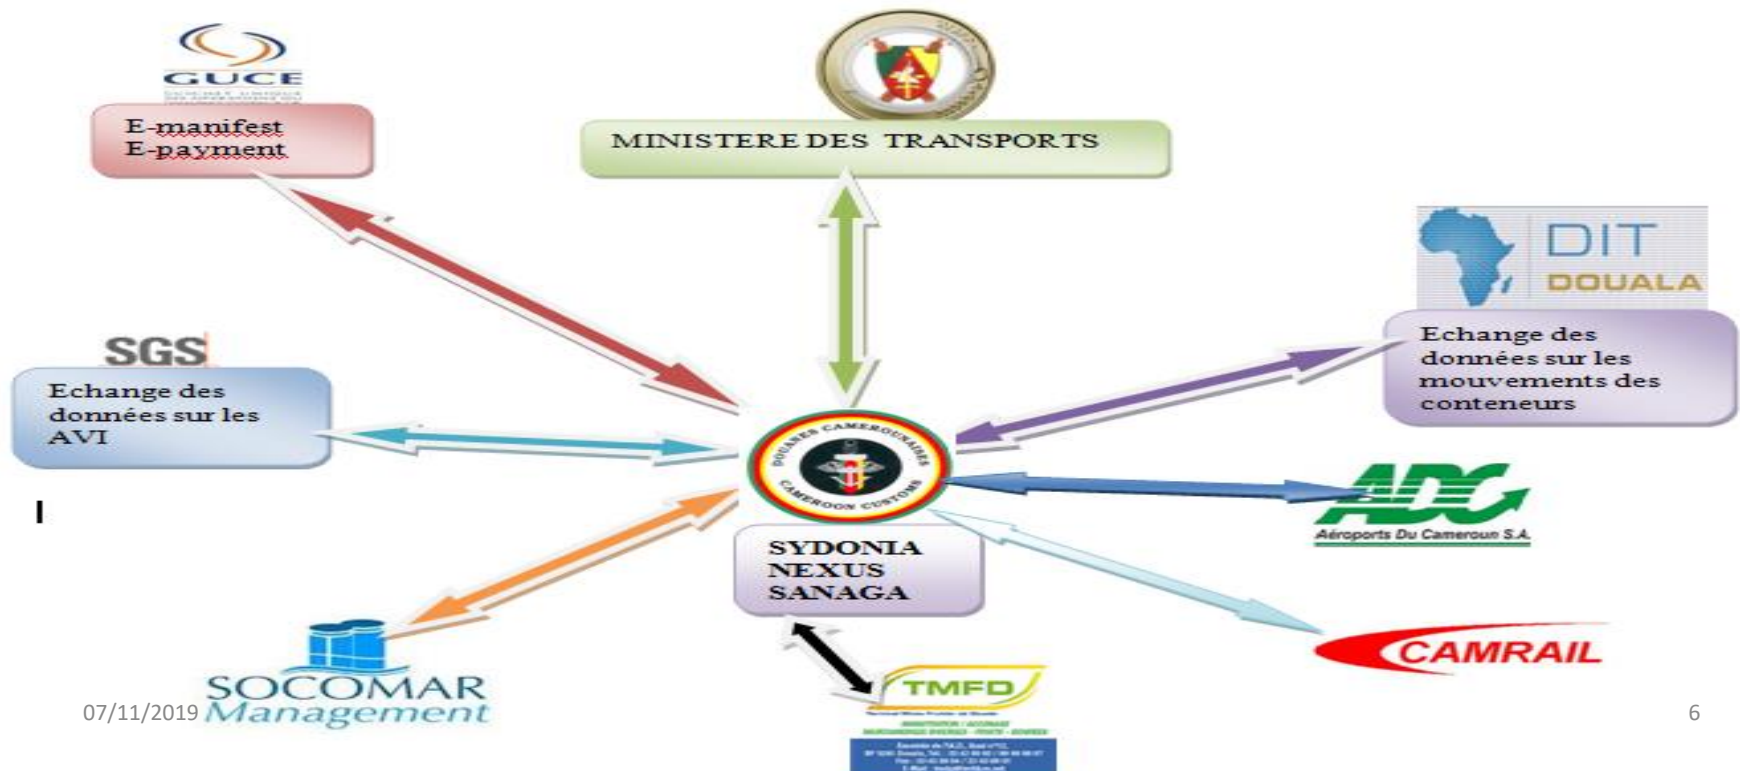 GUCE
E-manifest
E-payment
MINISTERE DES TRANSPORTS
DIT
DOUALA
Echange des
données sur les
mouvements des
conteneurs
SGS
Echange des
données sur les
AVI
DOUANES CAMEROUNAISES
CAMEROON CUSTOMS
ADC
Aéroports Du Cameroun S.A.
I
SYDONIA
NEXUS
SANAGA
SOCOMAR
Management
CAMRAIL
TMFD
07/11/2019
6